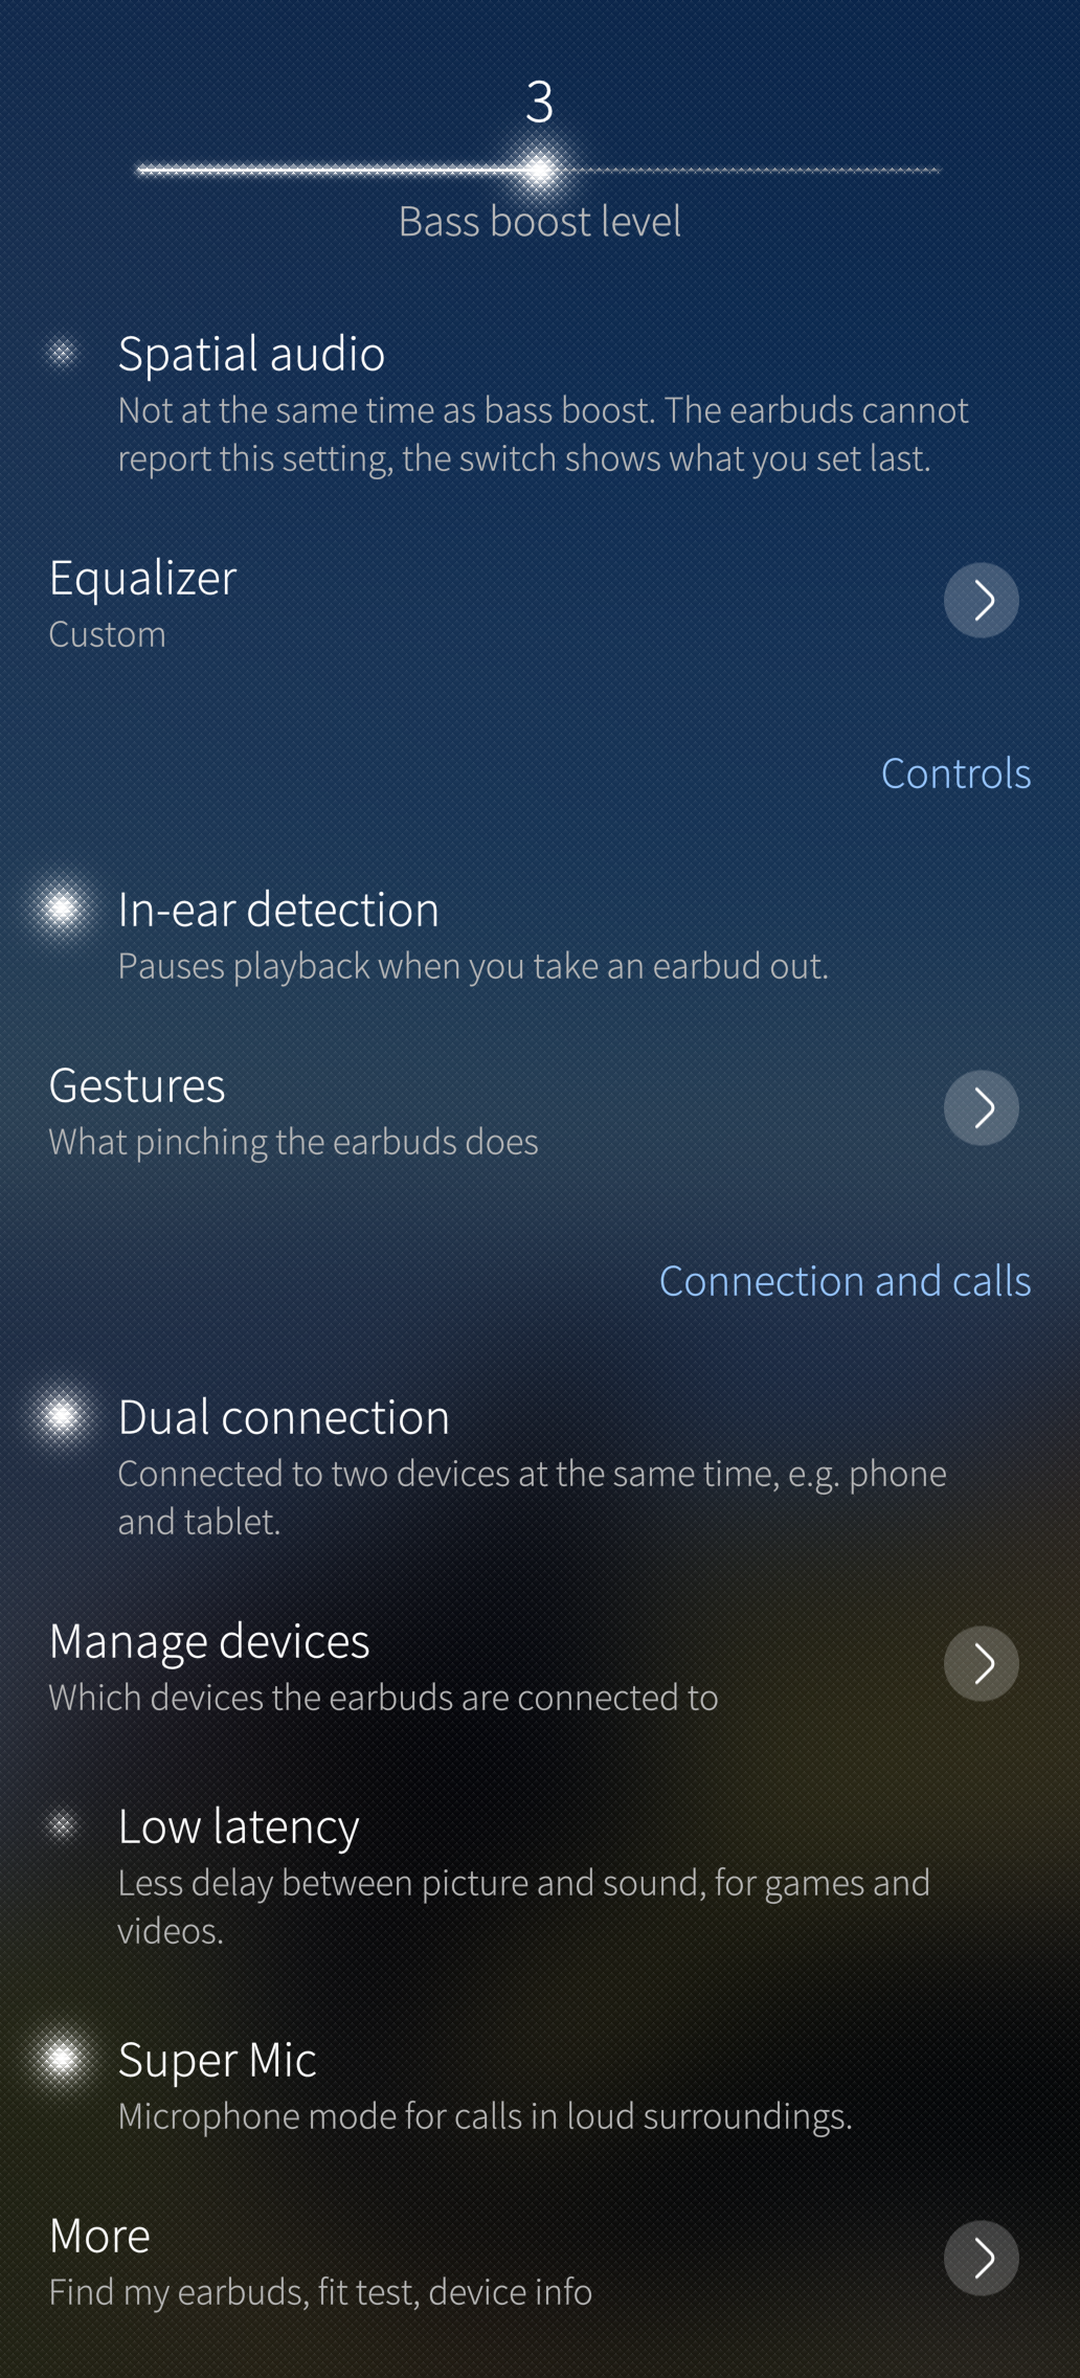 3
Bass boost level
Spatial audio
Not at the same time as bass boost. The earbuds cannot
report this setting, the switch shows what you set last.
Equalizer
Custom
Controls
In-ear detection
Pauses playback when you take an earbud out.
Gestures
What pinching the earbuds does
Connection and calls
Dual connection
Connected to two devices at the same time, e.g. phone
and tablet.
Manage devices
Which devices the earbuds are connected to
Low latency
Less delay between picture and sound, for games and
videos.
Super Mic
Microphone mode for calls in loud surroundings.
More
Find my earbuds, fit test, device info